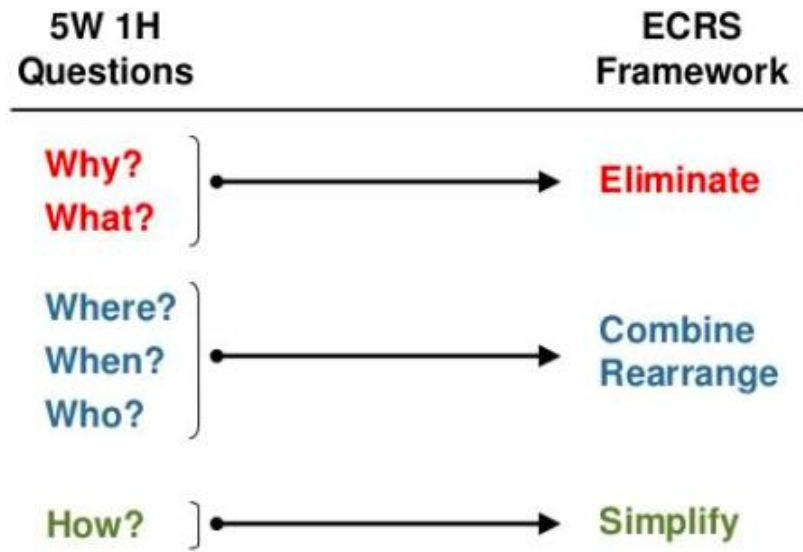 5W 1H
Questions
ECRS
Framework
Why?
What?
Eliminate
Where?
When?
Who?
Combine
Rearrange
How?
Simplify